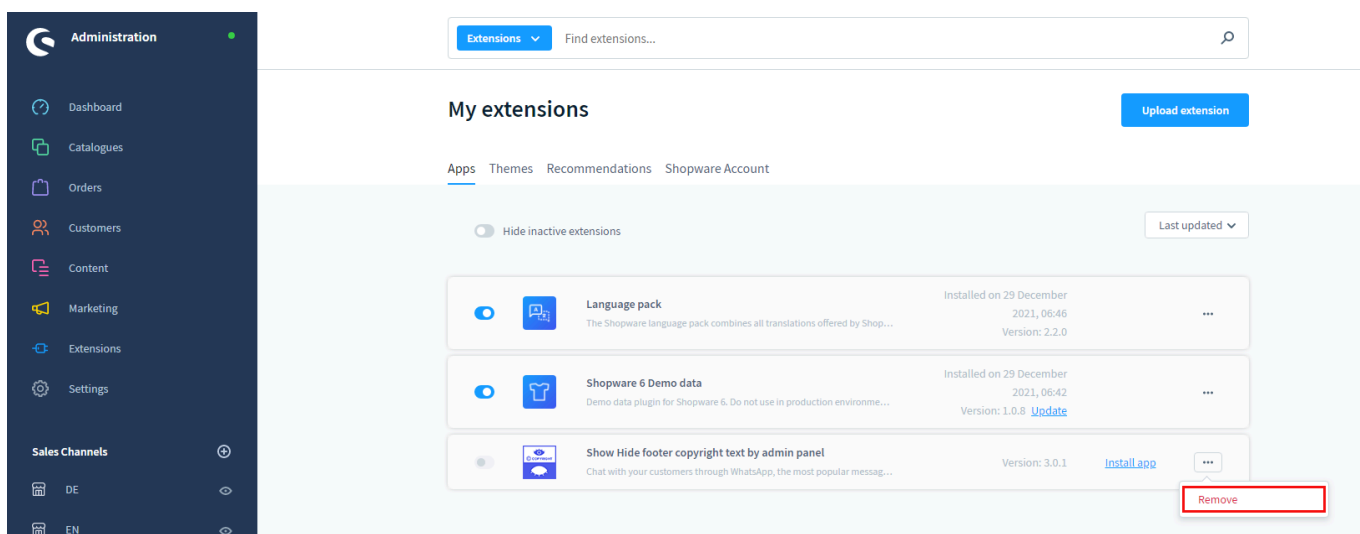 Administration
Dashboard
Catalogues
Orders
Customers
Content
Marketing
Extensions
Settings
Sales Channels
DE
EN
Extensions
Find extensions...
My extensions
Upload extension
Apps
Themes
Recommendations
Shopware Account
Hide inactive extensions
Last updated
Language pack
The Shopware language pack combines all translations offered by Shop...
Installed on 29 December
2021, 06:46
Version: 2.2.0
Shopware 6 Demo data
Demo data plugin for Shopware 6. Do not use in production environme...
Installed on 29 December
2021, 06:42
Version: 1.0.8 Update
© COPYRIGHT
Show Hide footer copyright text by admin panel
Chat with your customers through WhatsApp, the most popular messag...
Version: 3.0.1
Install app
Remove